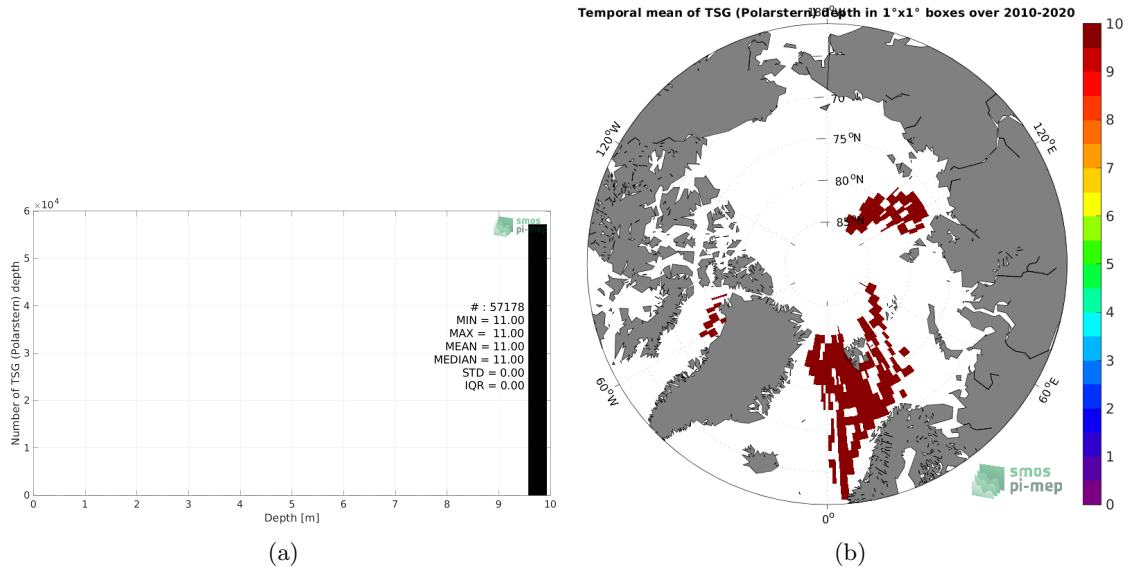 ×10⁴
6
5
4
3
2
1
0
Number of TSG (Polarstern) depth
smos
pi-mep
# : 57178
MIN = 11.00
MAX = 11.00
MEAN = 11.00
MEDIAN = 11.00
STD = 0.00
IQR = 0.00
0 1 2 3 4 5 6 7 8 9 10
Depth [m]
(a)
Temporal mean of TSG (Polarstern) depth in 1°x1° boxes over 2010-2020
180°W
120°W
120°E
70°N
75°N
80°N
85°N
60°W
60°E
0°
smos
pi-mep
10
9
8
7
6
5
4
3
2
1
0
(b)